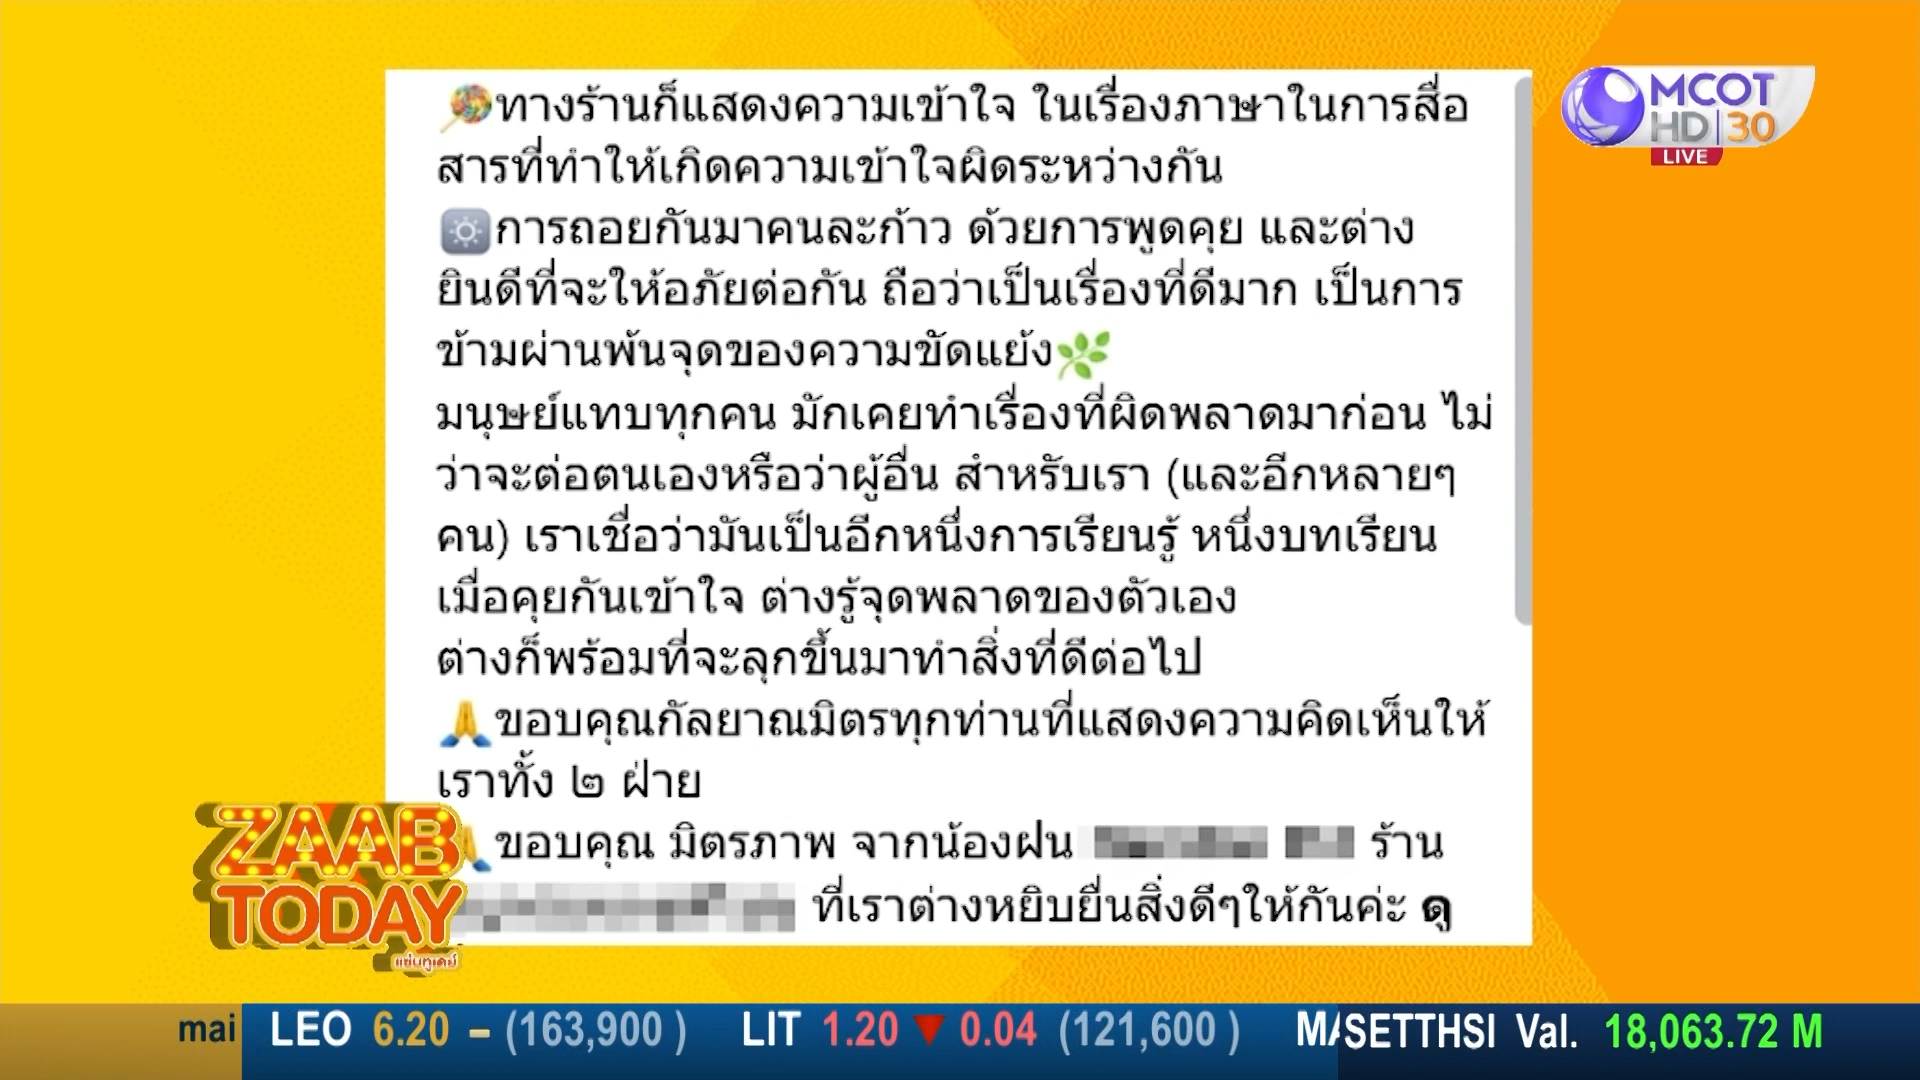 ทางร้านก็แสดงความเข้าใจ ในเรื่องภาษาในการสื่อ
สารที่ทำให้เกิดความเข้าใจผิดระหว่างกัน
การถอยกันมาคนละก้าว ด้วยการพูดคุย และต่าง
ยินดีที่จะให้อภัยต่อกัน ถือว่าเป็นเรื่องที่ดีมาก เป็นการ
ข้ามผ่านพ้นจุดของความขัดแย้ง
มนุษย์แทบทุกคน มักเคยทำเรื่องที่ผิดพลาดมาก่อน ไม่
ว่าจะต่อตนเองหรือว่าผู้อื่น สำหรับเรา (และอีกหลายๆ
คน) เราเชื่อว่ามันเป็นอีกหนึ่งการเรียนรู้ หนึ่งบทเรียน
เมื่อคุยกันเข้าใจ ต่างรู้จุดพลาดของตัวเอง
ต่างก็พร้อมที่จะลุกขึ้นมาทำสิ่งที่ดีต่อไป
ขอบคุณกัลยาณมิตรทุกท่านที่แสดงความคิดเห็นให้
เราทั้ง ๒ ฝ่าย
ขอบคุณ มิตรภาพ จากน้องฝน ร้าน
ที่เราต่างหยิบยื่นสิ่งดีๆให้กันค่ะ ดู
MCOT
HD 30
LIVE
ZAAB
TODAY
แซ่บทูเดย์
mai LEO 6.20 – (163,900 ) LIT 1.20 ▼ 0.04 (121,600 ) SETTHSI Val. 18,063.72 M